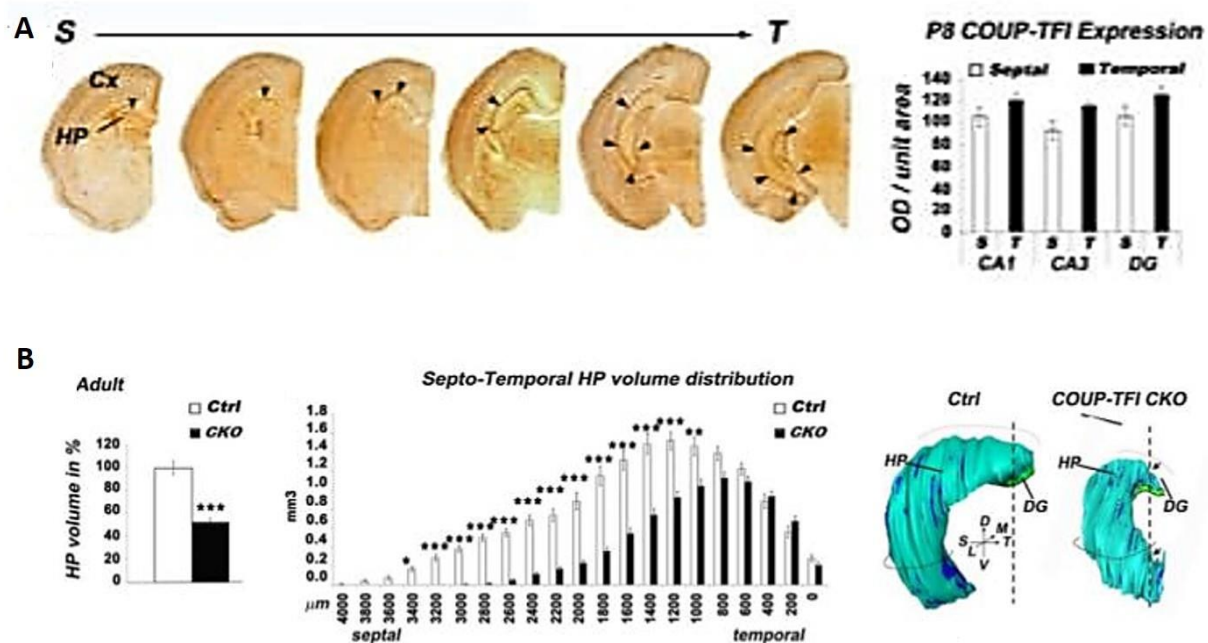 A
S
T
Cx
HP
P8 COUP-TFI Expression
Septal Temporal
OD / unit area
140
120
100
80
60
40
20
0
S T S T S T
CA1 CA3 DG
B
Adult
Ctrl
CKO
HP volume in %
120
100
80
60
40
20
0
***
Septo-Temporal HP volume distribution
Ctrl
CKO
mm3
1.8
1.6
1.4
1.2
1.0
0.8
0.6
0.4
0.2
0.0
* *** *** *** *** *** *** *** *** *** *** *** **
µm
40000 3800 3600 3400 3200 3000 2800 2600 2400 2200 2000 1800 1600 1400 1200 1000 800 600 400 200 0
septal temporal
Ctrl
COUP-TFI CKO
HP
DG
D
M
S
T
L
V
HP
DG